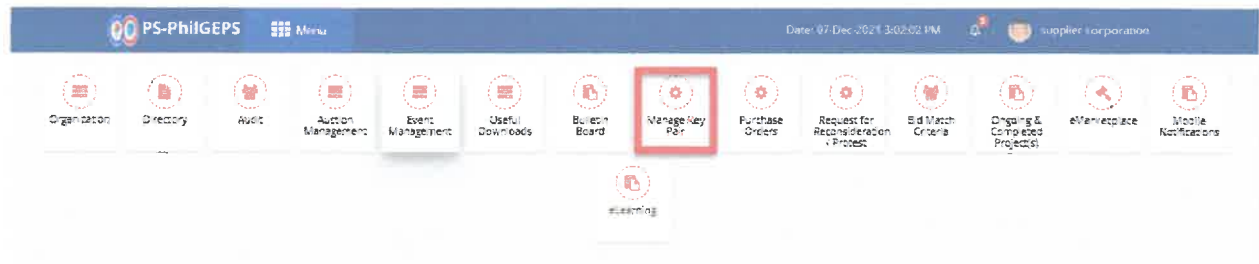 PS-PhilGEPS Menu Date: 07-Dec-2021 3:02:02 PM 3 supplier corporation
Organization Directory Audit Auction Event Useful Bulletin Manage Key Purchase Request for Bid Match Ongoing & eMarketplace Mobile
Management Management Downloads Board Pair Orders Reconsideration Criteria Completed Notifications
/ Protest Project(s)
eLearning